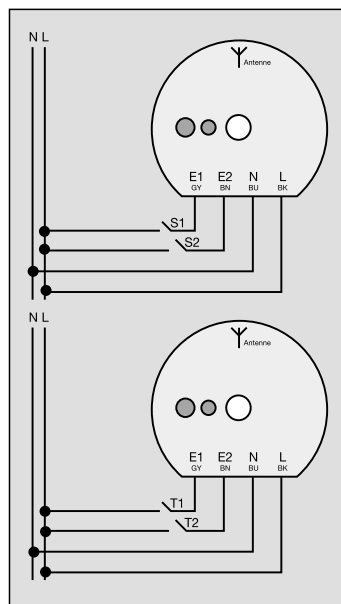 N L
Antenne
E1 E2 N L
GY BN BU BK
S1
S2
N L
Antenne
E1 E2 N L
GY BN BU BK
T1
T2